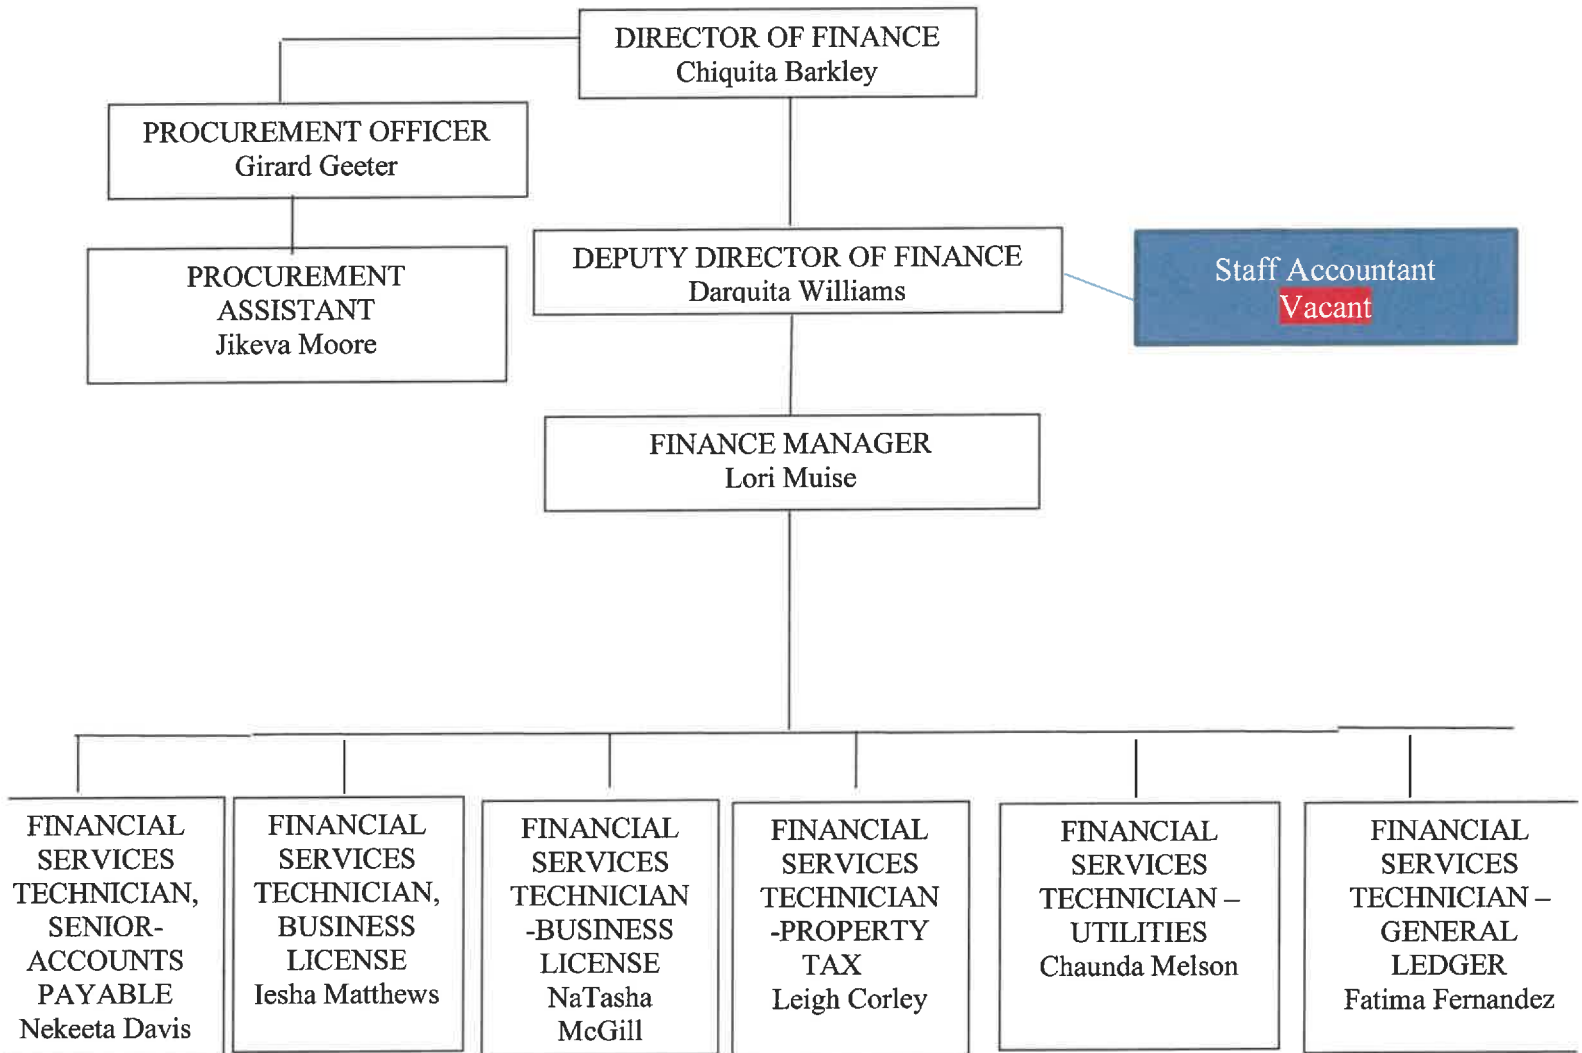 DIRECTOR OF FINANCE
Chiquita Barkley
PROCUREMENT OFFICER
Girard Geeter
PROCUREMENT
ASSISTANT
Jikeva Moore
DEPUTY DIRECTOR OF FINANCE
Darquita Williams
Staff Accountant
Vacant
FINANCE MANAGER
Lori Muise
FINANCIAL
SERVICES
TECHNICIAN,
SENIOR-
ACCOUNTS
PAYABLE
Nekeeta Davis
FINANCIAL
SERVICES
TECHNICIAN,
BUSINESS
LICENSE
Iesha Matthews
FINANCIAL
SERVICES
TECHNICIAN
-BUSINESS
LICENSE
NaTasha
McGill
FINANCIAL
SERVICES
TECHNICIAN
-PROPERTY
TAX
Leigh Corley
FINANCIAL
SERVICES
TECHNICIAN –
UTILITIES
Chaunda Melson
FINANCIAL
SERVICES
TECHNICIAN –
GENERAL
LEDGER
Fatima Fernandez